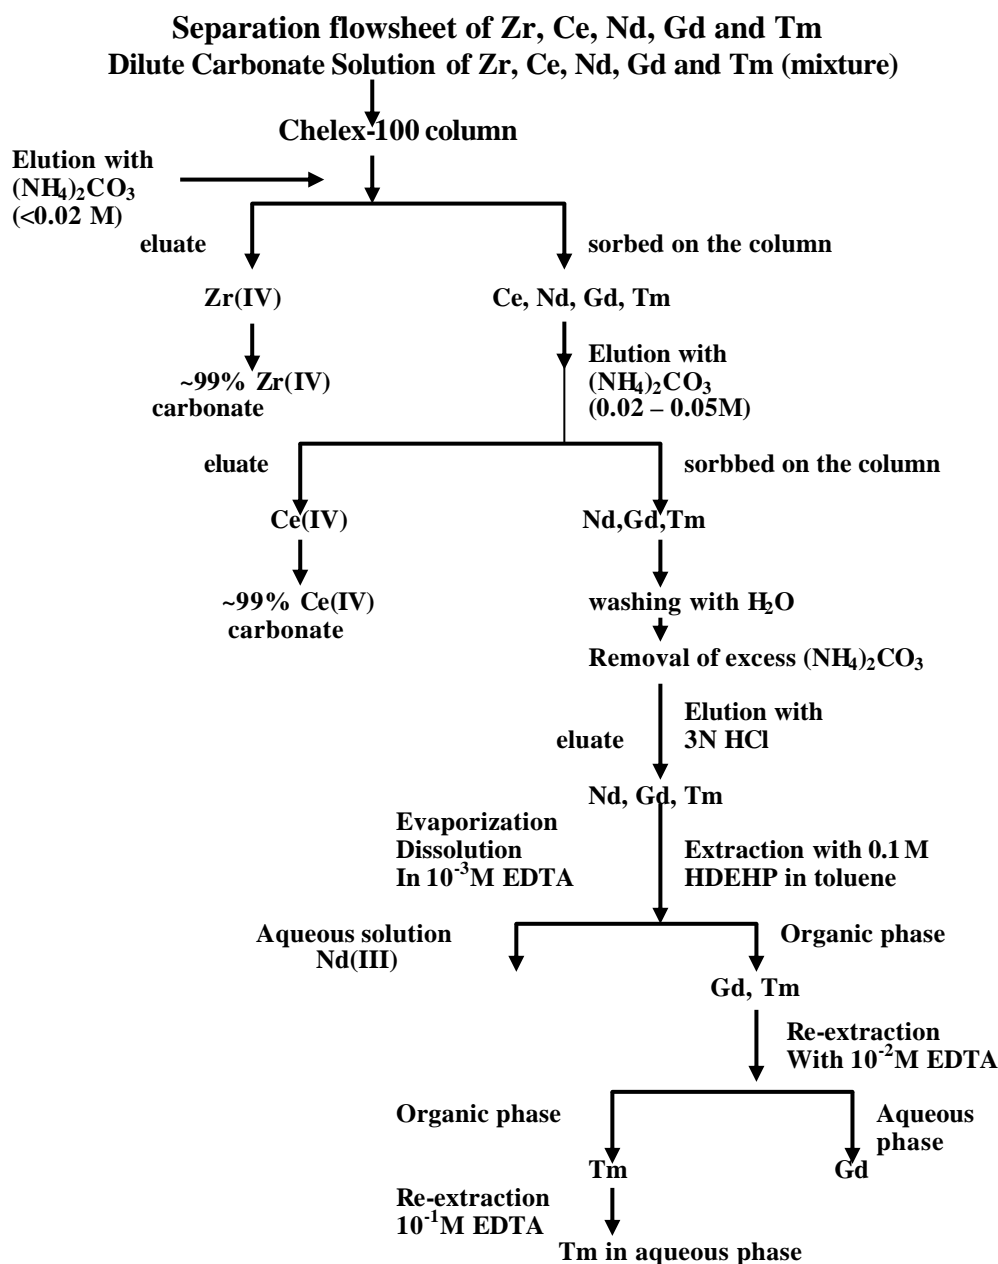 Separation flowsheet of Zr, Ce, Nd, Gd and Tm
Dilute Carbonate Solution of Zr, Ce, Nd, Gd and Tm (mixture)
Chelex-100 column
Elution with
(NH₄)₂CO₃
(<0.02 M)
eluate
sorbed on the column
Zr(IV)
Ce, Nd, Gd, Tm
~99% Zr(IV)
carbonate
Elution with
(NH₄)₂CO₃
(0.02 – 0.05M)
eluate
sorbbed on the column
Ce(IV)
Nd,Gd,Tm
~99% Ce(IV)
carbonate
washing with H₂O
Removal of excess (NH₄)₂CO₃
eluate
Elution with
3N HCl
Nd, Gd, Tm
Evaporization
Dissolution
In 10⁻³M EDTA
Extraction with 0.1 M
HDEHP in toluene
Aqueous solution
Nd(III)
Organic phase
Gd, Tm
Re-extraction
With 10⁻²M EDTA
Organic phase
Aqueous
phase
Tm
Gd
Re-extraction
10⁻¹M EDTA
Tm in aqueous phase